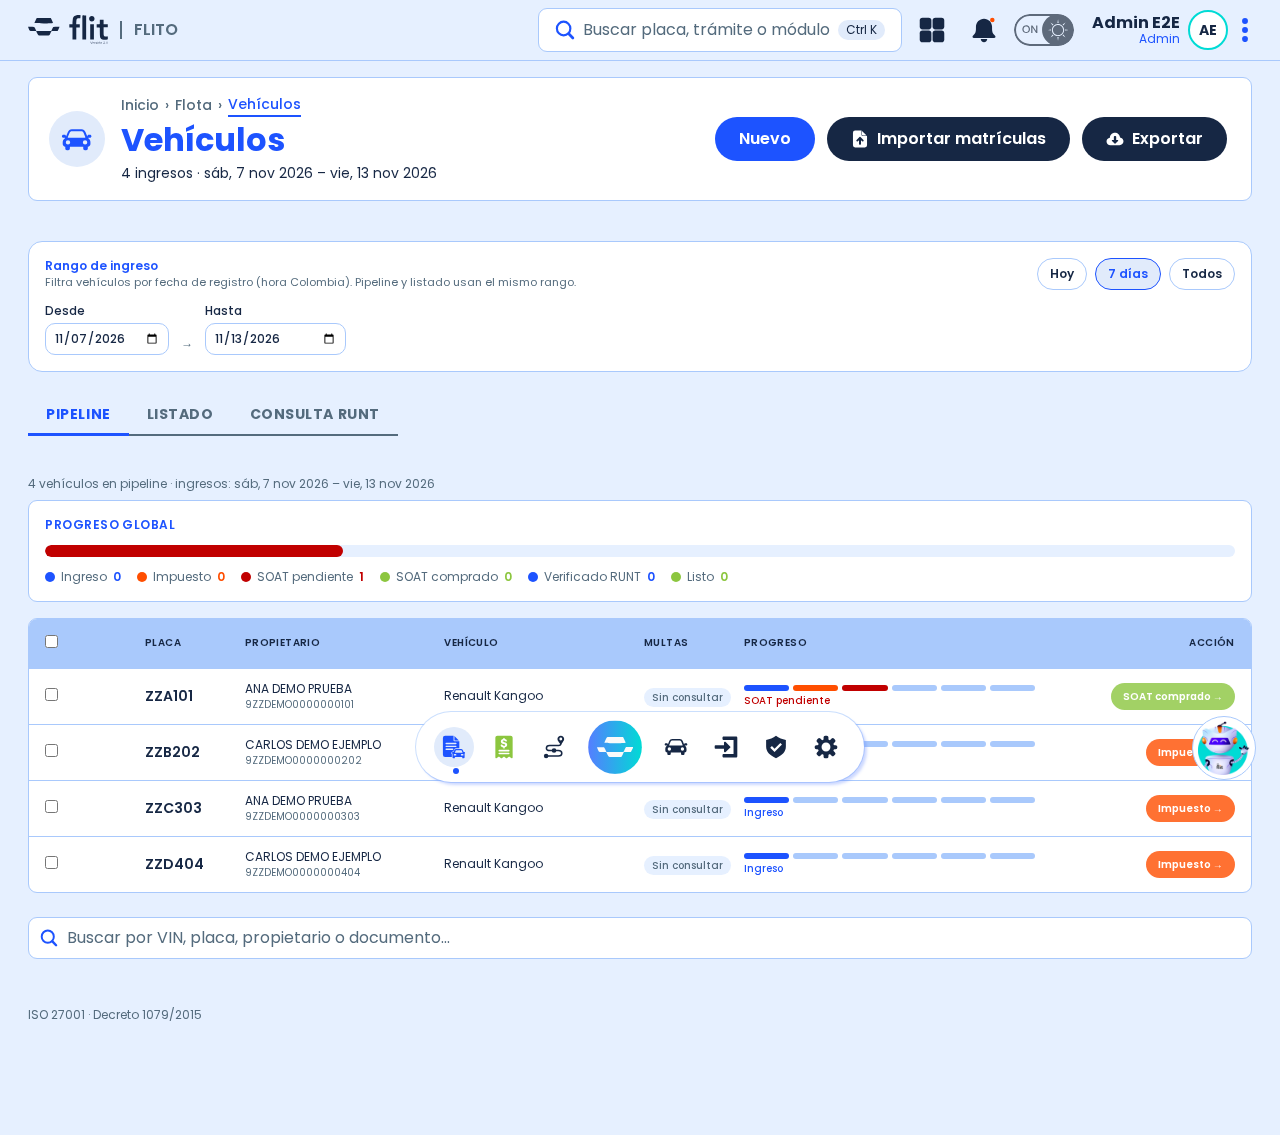 flit | FLITO
Buscar placa, trámite o módulo Ctrl K
ON
Admin E2E
Admin
AE
Inicio › Flota › Vehículos
Vehículos
4 ingresos · sáb, 7 nov 2026 – vie, 13 nov 2026
Nuevo
Importar matrículas
Exportar
Rango de ingreso
Filtra vehículos por fecha de registro (hora Colombia). Pipeline y listado usan el mismo rango.
Hoy
7 días
Todos
Desde
Hasta
11/07/2026
→
11/13/2026
PIPELINE
LISTADO
CONSULTA RUNT
4 vehículos en pipeline · ingresos: sáb, 7 nov 2026 – vie, 13 nov 2026
PROGRESO GLOBAL
Ingreso 0
Impuesto 0
SOAT pendiente 1
SOAT comprado 0
Verificado RUNT 0
Listo 0
PLACA PROPIETARIO VEHÍCULO MULTAS PROGRESO ACCIÓN
ZZA101
ANA DEMO PRUEBA
9ZZDEMO0000000101
Renault Kangoo
Sin consultar
SOAT pendiente
SOAT comprado →
ZZB202
CARLOS DEMO EJEMPLO
9ZZDEMO0000000202
ZZC303
ANA DEMO PRUEBA
9ZZDEMO0000000303
Renault Kangoo
Sin consultar
Ingreso
Impuesto →
ZZD404
CARLOS DEMO EJEMPLO
9ZZDEMO0000000404
Renault Kangoo
Sin consultar
Ingreso
Impuesto →
Buscar por VIN, placa, propietario o documento...
ISO 27001 · Decreto 1079/2015